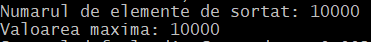 Numarul de elemente de sortat: 10000
Valoarea maxima: 10000